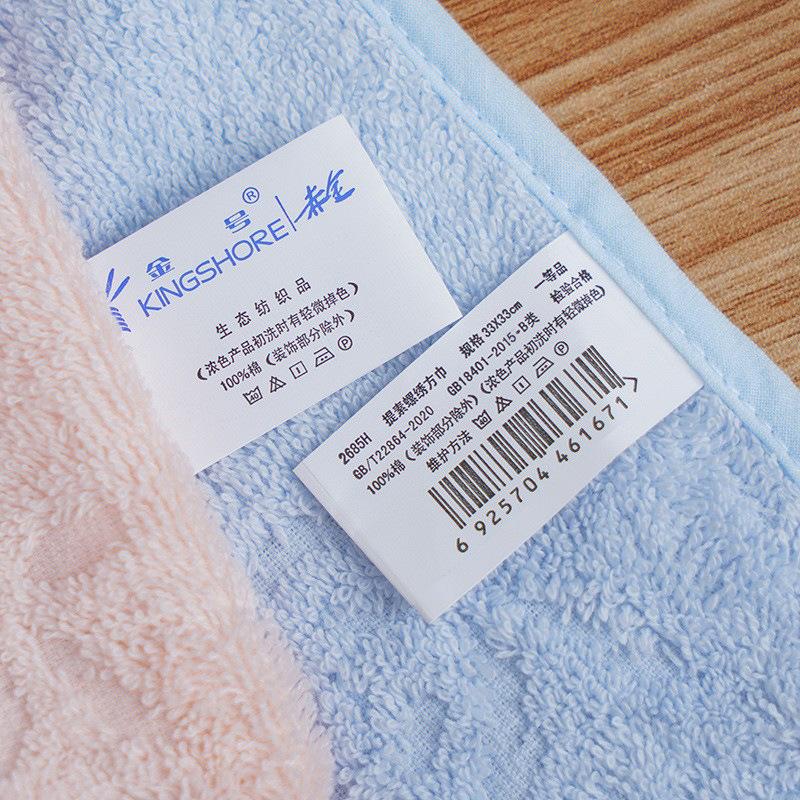 金号®|赤金
KINGSHORE
生态纺织品
（浓色产品初洗时有轻微掉色）
100%棉（装饰部分除外）
2685H 提素螺绣方巾 规格 33X33cm 一等品
GB/T22864-2020 GB18401-2015-B类 检验合格
100%棉（装饰部分除外）（浓色产品初洗时有轻微掉色）
维护方法
6 925704 461671